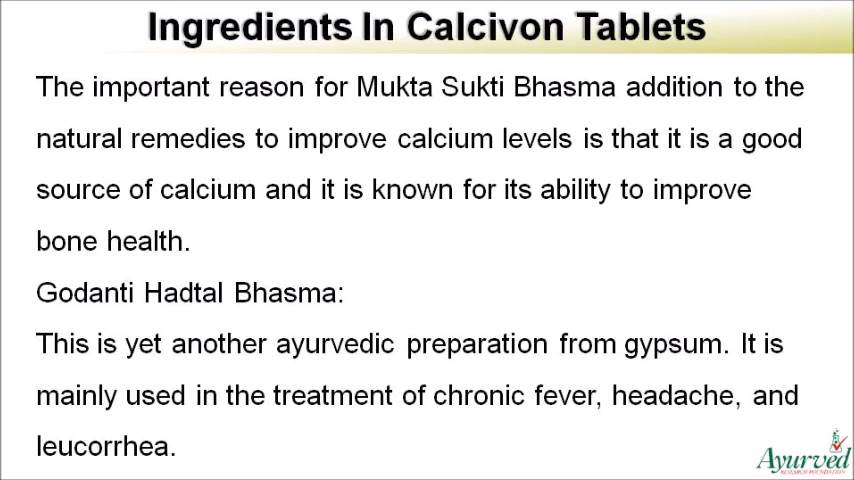 Ingredients In Calcivon Tablets
The important reason for Mukta Sukti Bhasma addition to the
natural remedies to improve calcium levels is that it is a good
source of calcium and it is known for its ability to improve
bone health.
Godanti Hadtal Bhasma:
This is yet another ayurvedic preparation from gypsum. It is
mainly used in the treatment of chronic fever, headache, and
leucorrhea.
Ayurved
RESEARCH FOUNDATION